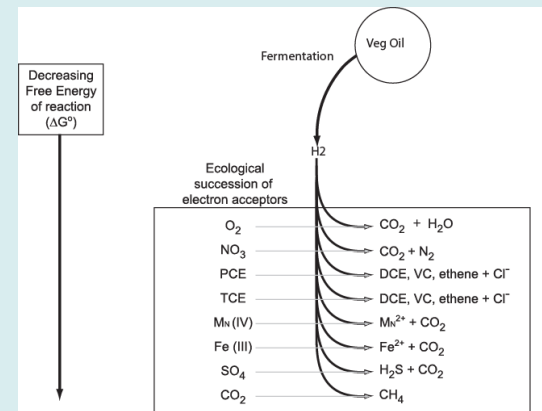 Veg Oil
Fermentation
Decreasing
Free Energy
of reaction
(ΔG°)
H2
Ecological
succession of
electron acceptors
O₂ CO₂ + H₂O
NO₃ CO₂ + N₂
PCE DCE, VC, ethene + Cl⁻
TCE DCE, VC, ethene + Cl⁻
MN (IV) MN²⁺ + CO₂
Fe (III) Fe²⁺ + CO₂
SO₄ H₂S + CO₂
CO₂ CH₄